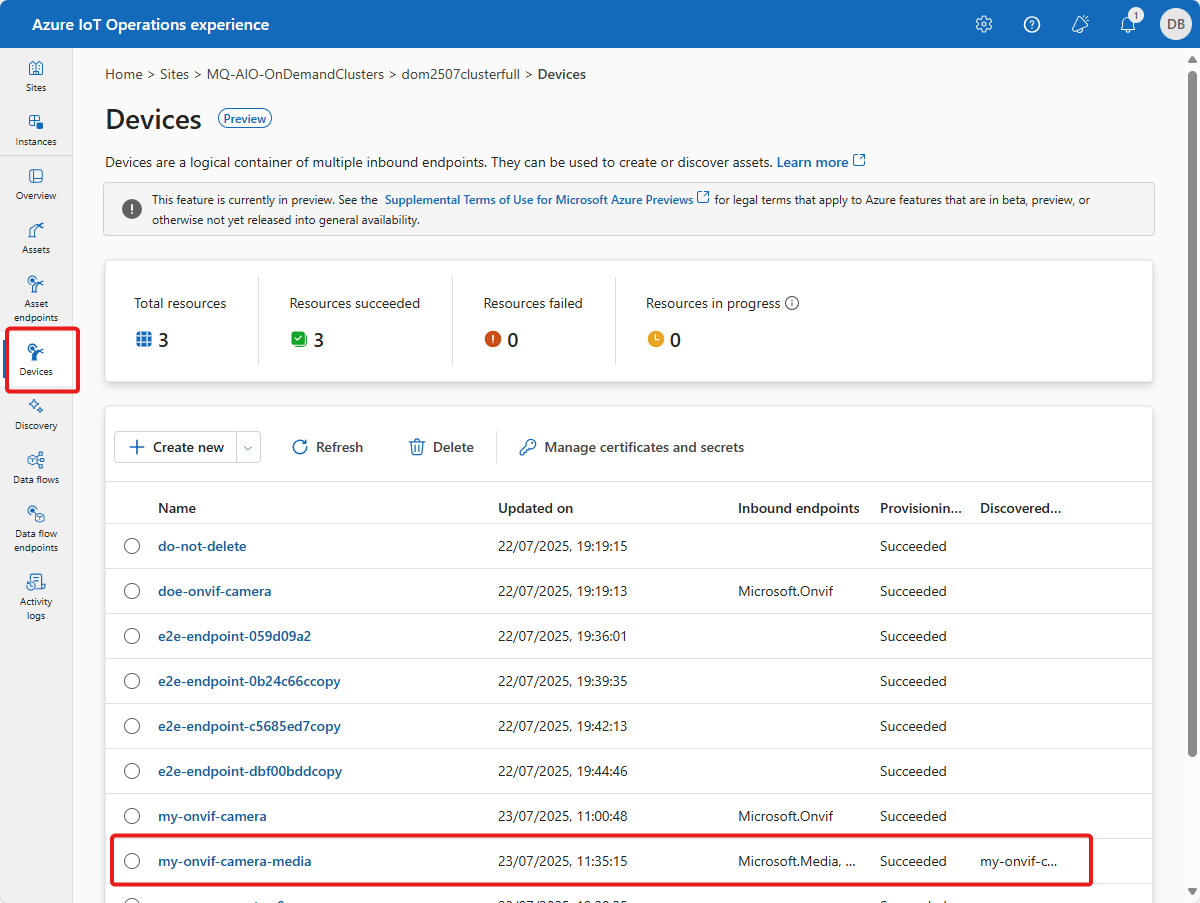 Azure IoT Operations experience
1
DB
Sites
Instances
Overview
Assets
Asset
endpoints
Devices
Discovery
Data flows
Data flow
endpoints
Activity
logs
Home > Sites > MQ-AIO-OnDemandClusters > dom2507clusterfull > Devices
Devices Preview
Devices are a logical container of multiple inbound endpoints. They can be used to create or discover assets. Learn more
This feature is currently in preview. See the Supplemental Terms of Use for Microsoft Azure Previews for legal terms that apply to Azure features that are in beta, preview, or
otherwise not yet released into general availability.
Total resources Resources succeeded Resources failed Resources in progress
3 3 0 0
Create new Refresh Delete Manage certificates and secrets
Name Updated on Inbound endpoints Provisionin... Discovered...
do-not-delete 22/07/2025, 19:19:15 Succeeded
doe-onvif-camera 22/07/2025, 19:19:13 Microsoft.Onvif Succeeded
e2e-endpoint-059d09a2 22/07/2025, 19:36:01 Succeeded
e2e-endpoint-0b24c66ccopy 22/07/2025, 19:39:35 Succeeded
e2e-endpoint-c5685ed7copy 22/07/2025, 19:42:13 Succeeded
e2e-endpoint-dbf00bddcopy 22/07/2025, 19:44:46 Succeeded
my-onvif-camera 23/07/2025, 11:00:48 Microsoft.Onvif Succeeded
my-onvif-camera-media 23/07/2025, 11:35:15 Microsoft.Media, ... Succeeded my-onvif-c...